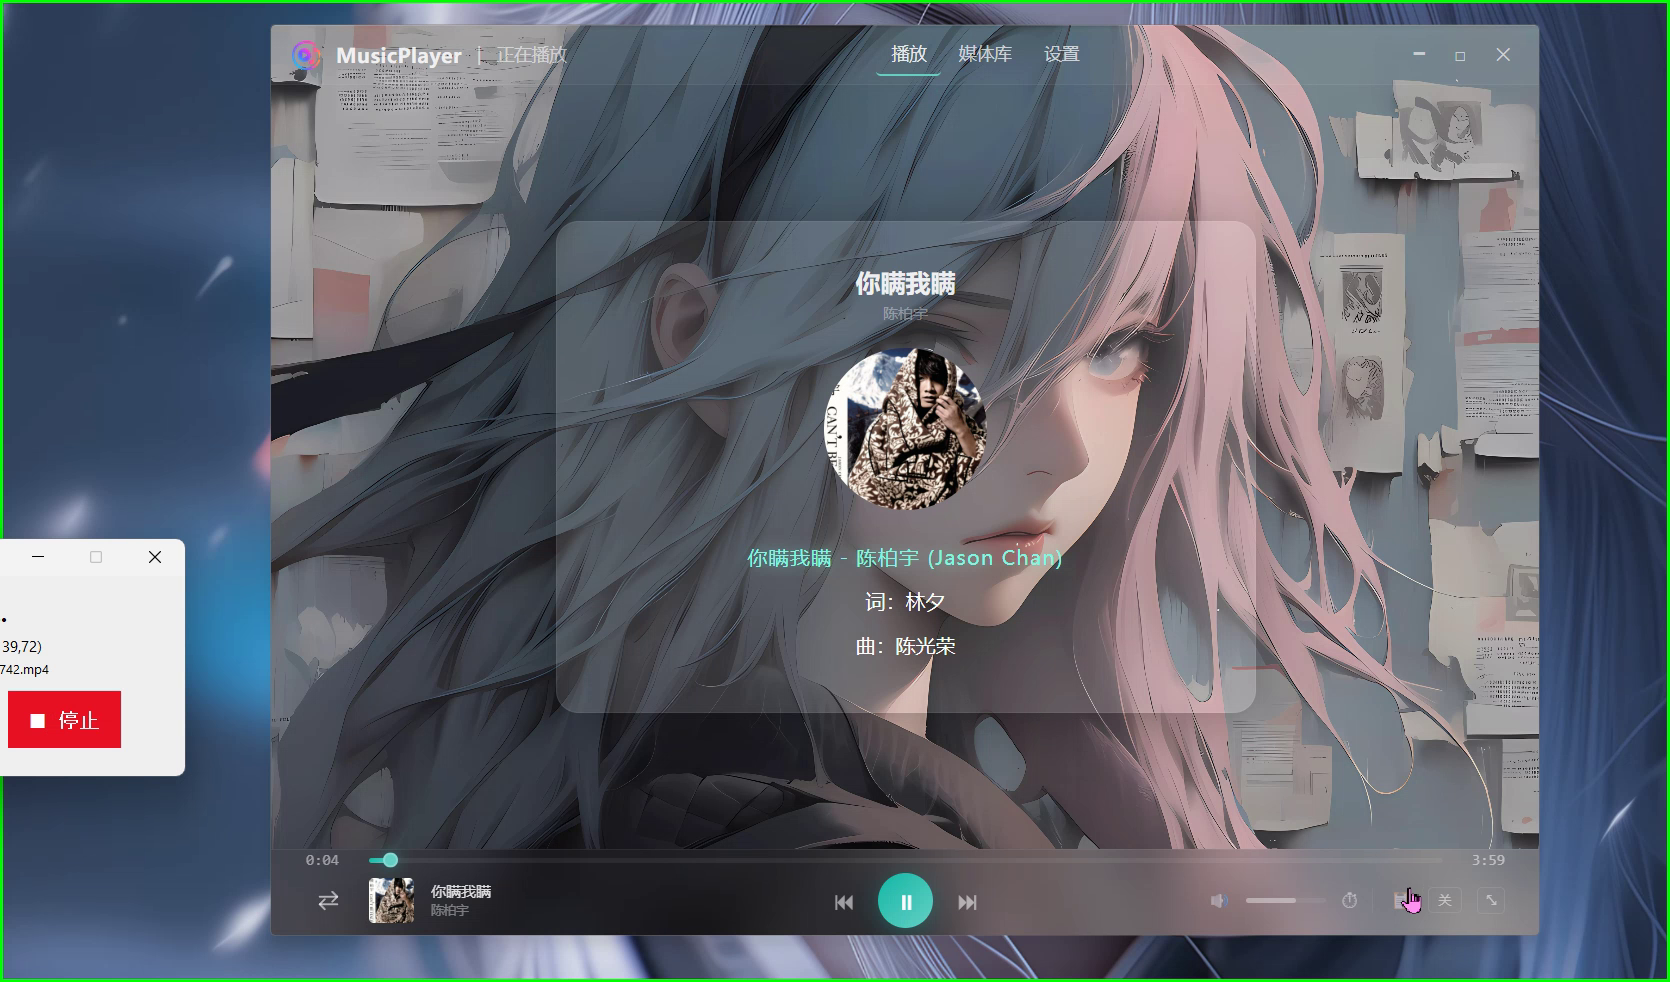 MusicPlayer | 正在播放
播放 媒体库 设置
你瞒我瞒
陈柏宇
CAN'T BE
你瞒我瞒 - 陈柏宇 (Jason Chan)
词：林夕
曲：陈光荣
39,72)
742.mp4
停止
0:04
3:59
你瞒我瞒
陈柏宇
关